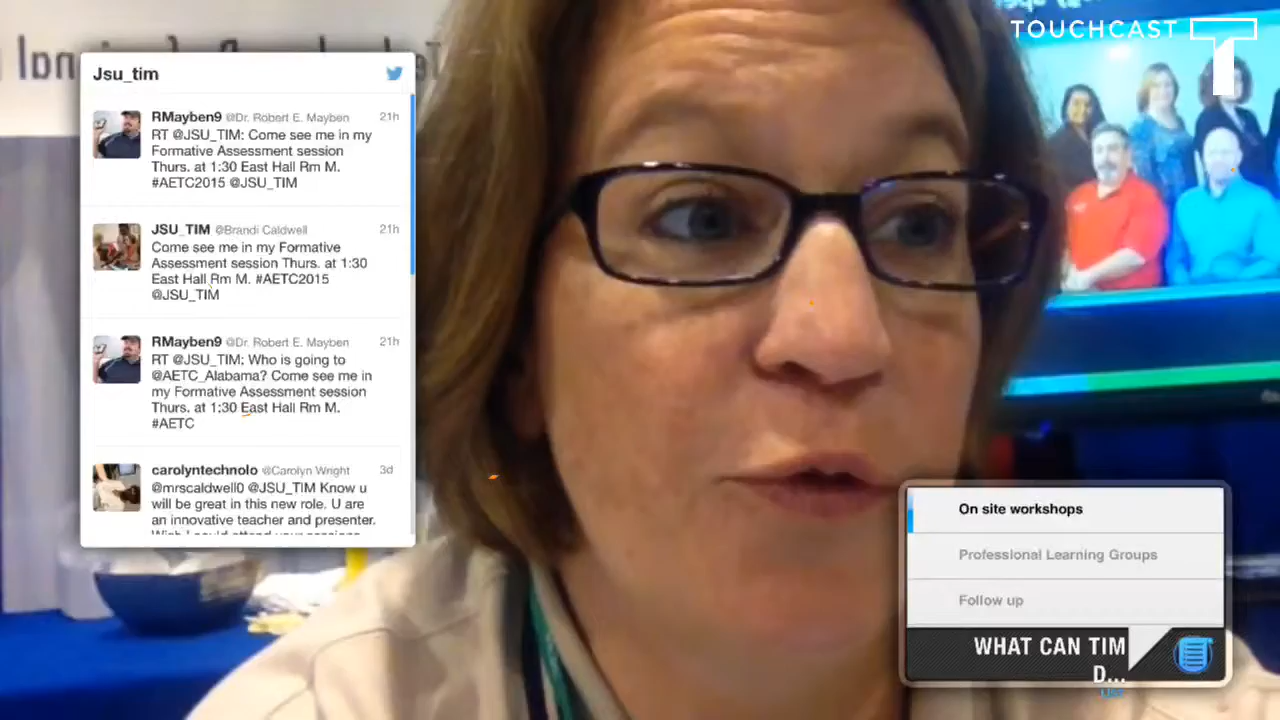 TOUCHCAST
Jsu_tim
RMayben9 @Dr. Robert E. Mayben 21h
RT @JSU_TIM: Come see me in my
Formative Assessment session
Thurs. at 1:30 East Hall Rm M.
#AETC2015 @JSU_TIM
JSU_TIM @Brandi Caldwell 21h
Come see me in my Formative
Assessment session Thurs. at 1:30
East Hall Rm M. #AETC2015
@JSU_TIM
RMayben9 @Dr. Robert E. Mayben 21h
RT @JSU_TIM: Who is going to
@AETC_Alabama? Come see me in
my Formative Assessment session
Thurs. at 1:30 East Hall Rm M.
#AETC
carolyntechnolo @Carolyn Wright 3d
@mrscaldwell0 @JSU_TIM Know u
will be great in this new role. U are
an innovative teacher and presenter.
On site workshops
Professional Learning Groups
Follow up
WHAT CAN TIM
D...